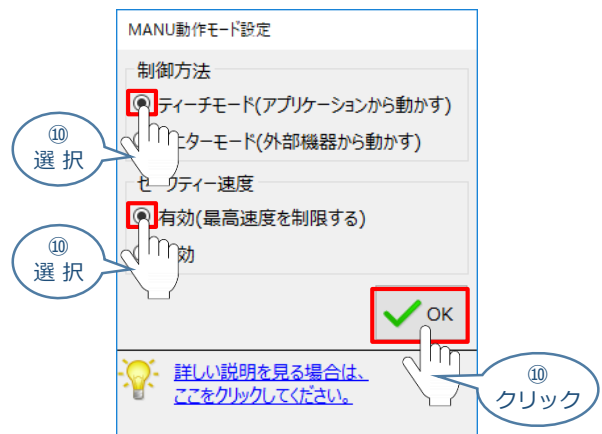 MANU動作モード設定
制御方法
ティーチモード(アプリケーションから動かす)
ターモード(外部機器から動かす)
⑩
選 択
ティー速度
有効(最高速度を制限する)
効
⑩
選 択
OK
⑩
クリック
詳しい説明を見る場合は、
ここをクリックしてください。